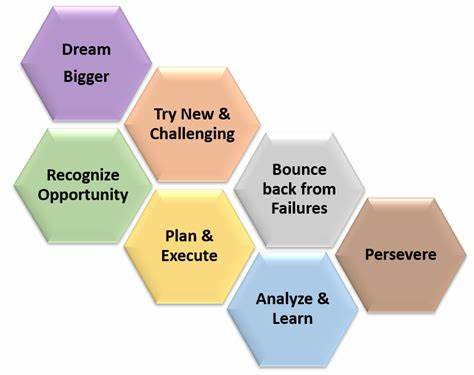 Dream
Bigger
Try New &
Challenging
Recognize
Opportunity
Bounce
back from
Failures
Plan &
Execute
Persevere
Analyze &
Learn